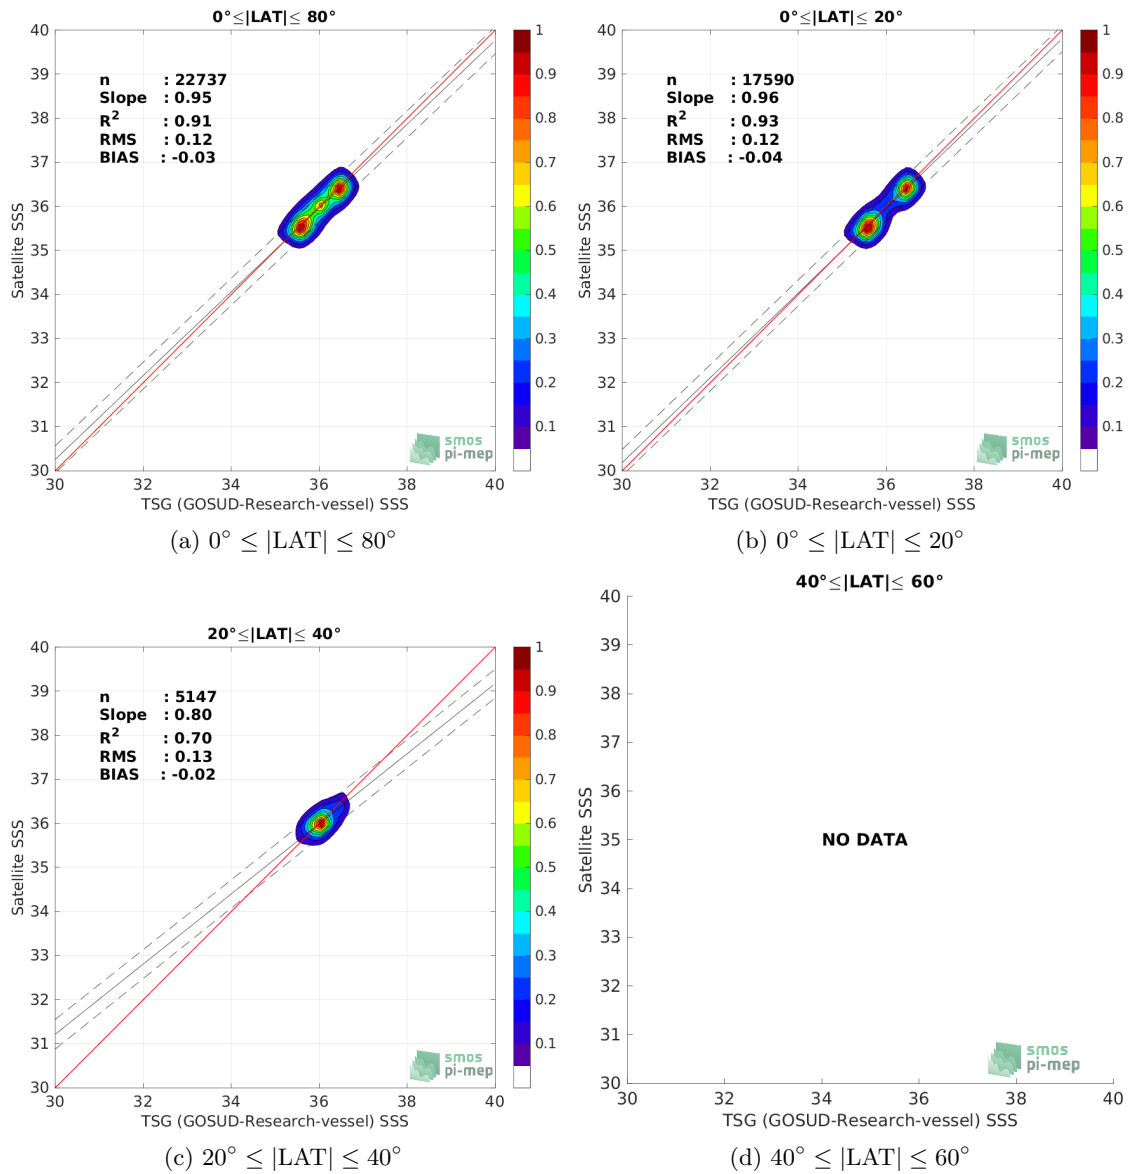 0°≤|LAT|≤ 80°
n : 22737
Slope : 0.95
R² : 0.91
RMS : 0.12
BIAS : -0.03
40
39
38
37
36
35
34
33
32
31
30
Satellite SSS
30 32 34 36 38 40
TSG (GOSUD-Research-vessel) SSS
1
0.9
0.8
0.7
0.6
0.5
0.4
0.3
0.2
0.1
smos
pi-mep
(a) 0° ≤ |LAT| ≤ 80°
0°≤|LAT|≤ 20°
n : 17590
Slope : 0.96
R² : 0.93
RMS : 0.12
BIAS : -0.04
40
39
38
37
36
35
34
33
32
31
30
Satellite SSS
30 32 34 36 38 40
TSG (GOSUD-Research-vessel) SSS
1
0.9
0.8
0.7
0.6
0.5
0.4
0.3
0.2
0.1
smos
pi-mep
(b) 0° ≤ |LAT| ≤ 20°
20°≤|LAT|≤ 40°
n : 5147
Slope : 0.80
R² : 0.70
RMS : 0.13
BIAS : -0.02
40
39
38
37
36
35
34
33
32
31
30
Satellite SSS
30 32 34 36 38 40
TSG (GOSUD-Research-vessel) SSS
1
0.9
0.8
0.7
0.6
0.5
0.4
0.3
0.2
0.1
smos
pi-mep
(c) 20° ≤ |LAT| ≤ 40°
40°≤|LAT|≤ 60°
40
39
38
37
36
35
34
33
32
31
30
Satellite SSS
NO DATA
30 32 34 36 38 40
TSG (GOSUD-Research-vessel) SSS
smos
pi-mep
(d) 40° ≤ |LAT| ≤ 60°